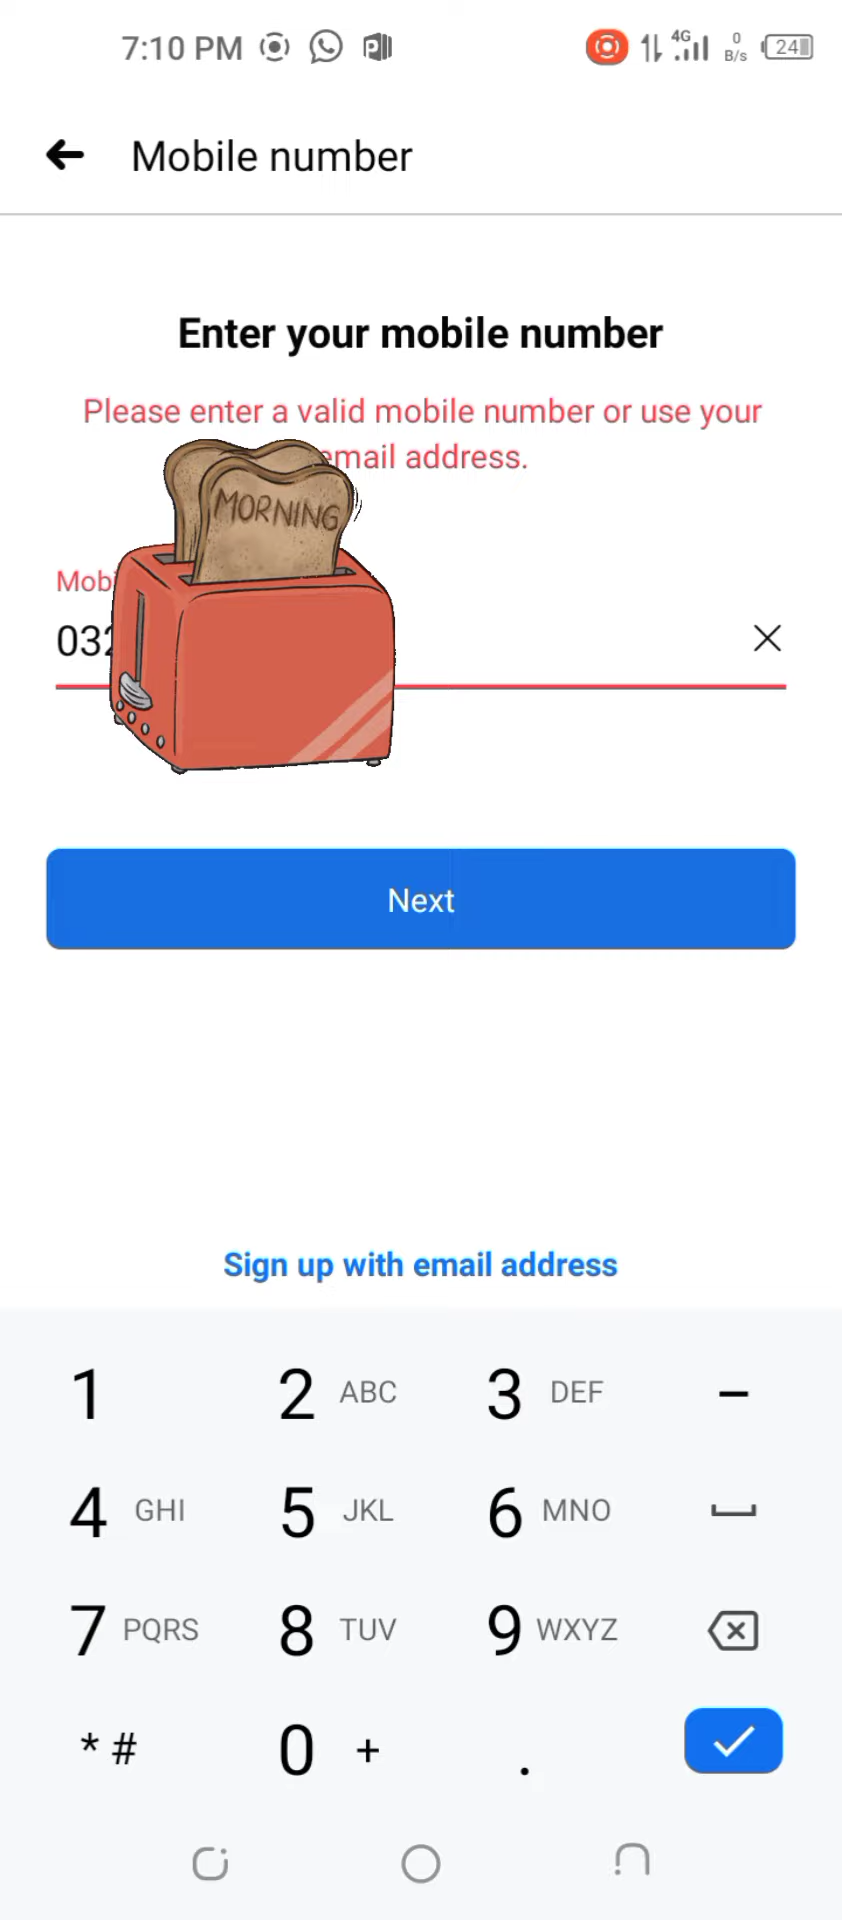 7:10 PM
4G
0
B/s
24
Mobile number
Enter your mobile number
Please enter a valid mobile number or use your
email address.
MORNING
1
2 ABC
3 DEF
–
4 GHI
5 JKL
6 MNO
7 PQRS
8 TUV
9 WXYZ
* #
0 +
.
Next
Sign up with email address